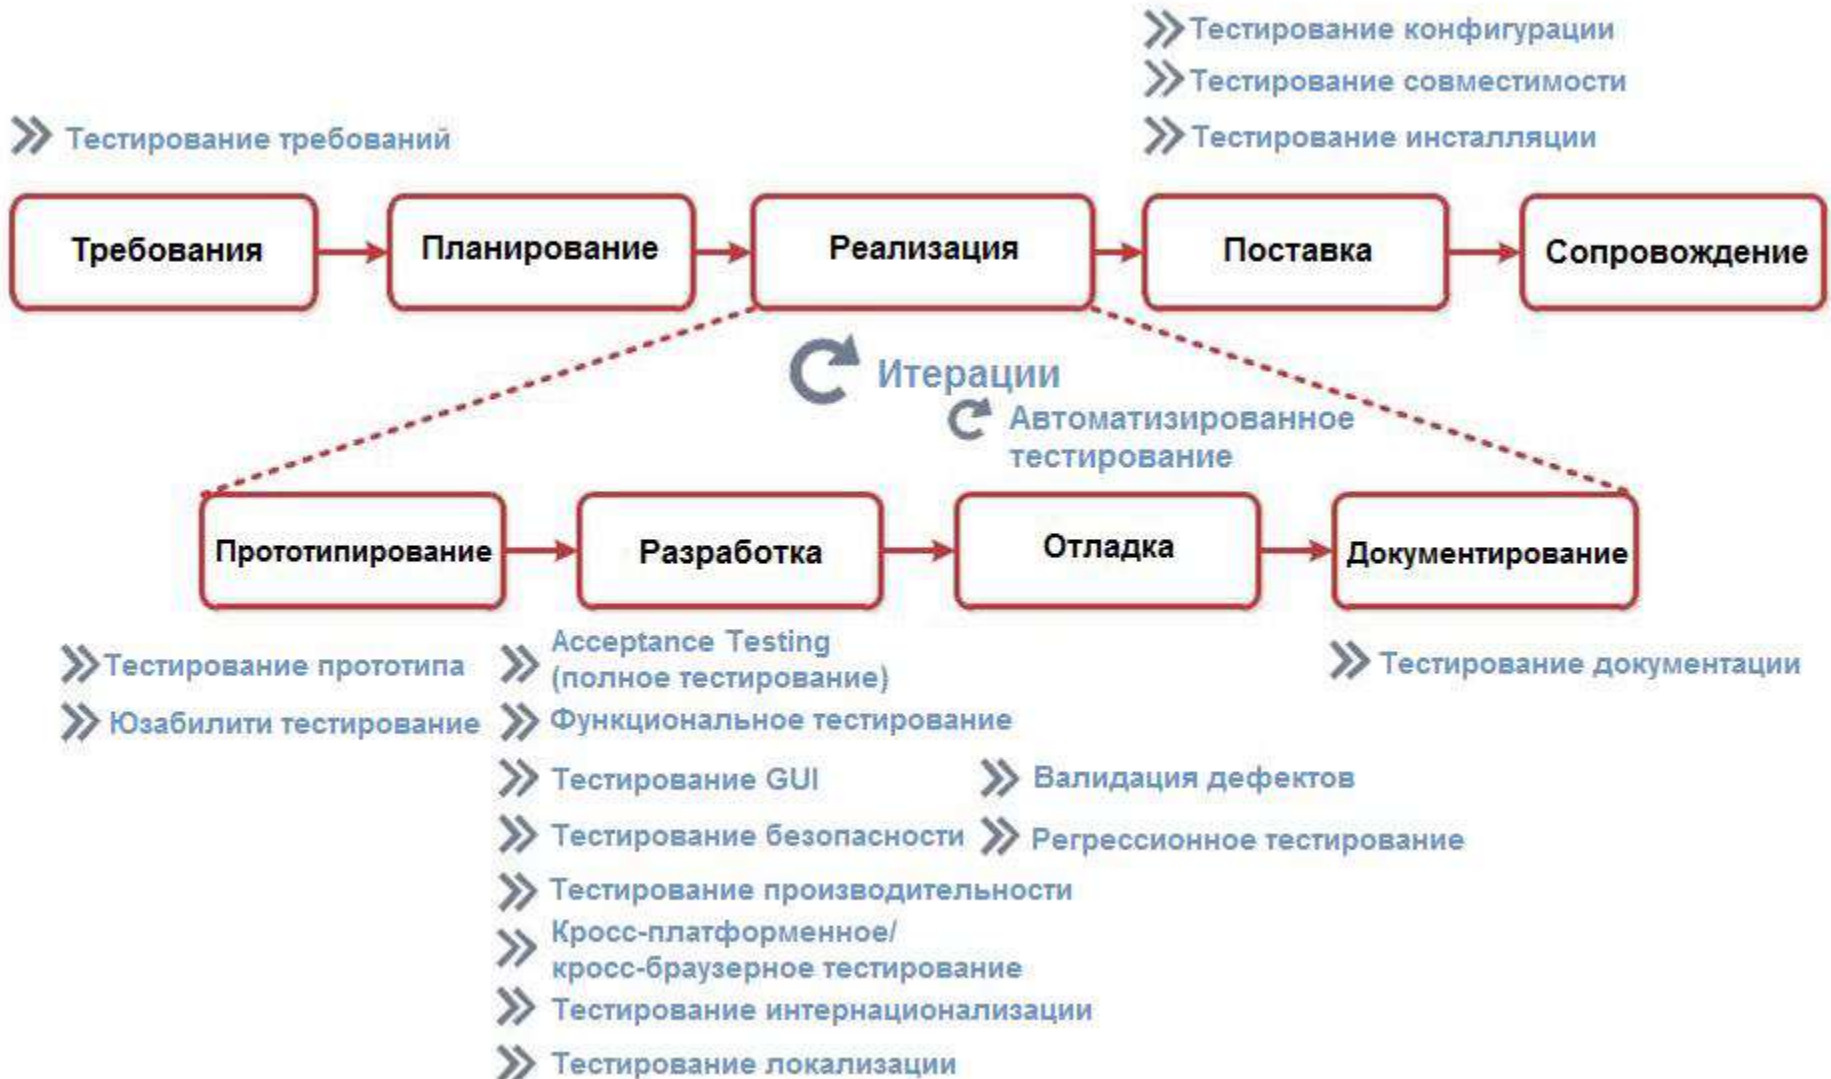 Тестирование конфигурации
Тестирование совместимости
Тестирование инсталляции
Тестирование требований
Требования
Планирование
Реализация
Поставка
Сопровождение
Итерации
Автоматизированное
тестирование
Прототипирование
Разработка
Отладка
Документирование
Тестирование прототипа
Юзабилити тестирование
Acceptance Testing
(полное тестирование)
Функциональное тестирование
Тестирование GUI
Тестирование безопасности
Тестирование производительности
Кросс-платформенное/
кросс-браузерное тестирование
Тестирование интернационализации
Тестирование локализации
Валидация дефектов
Регрессионное тестирование
Тестирование документации